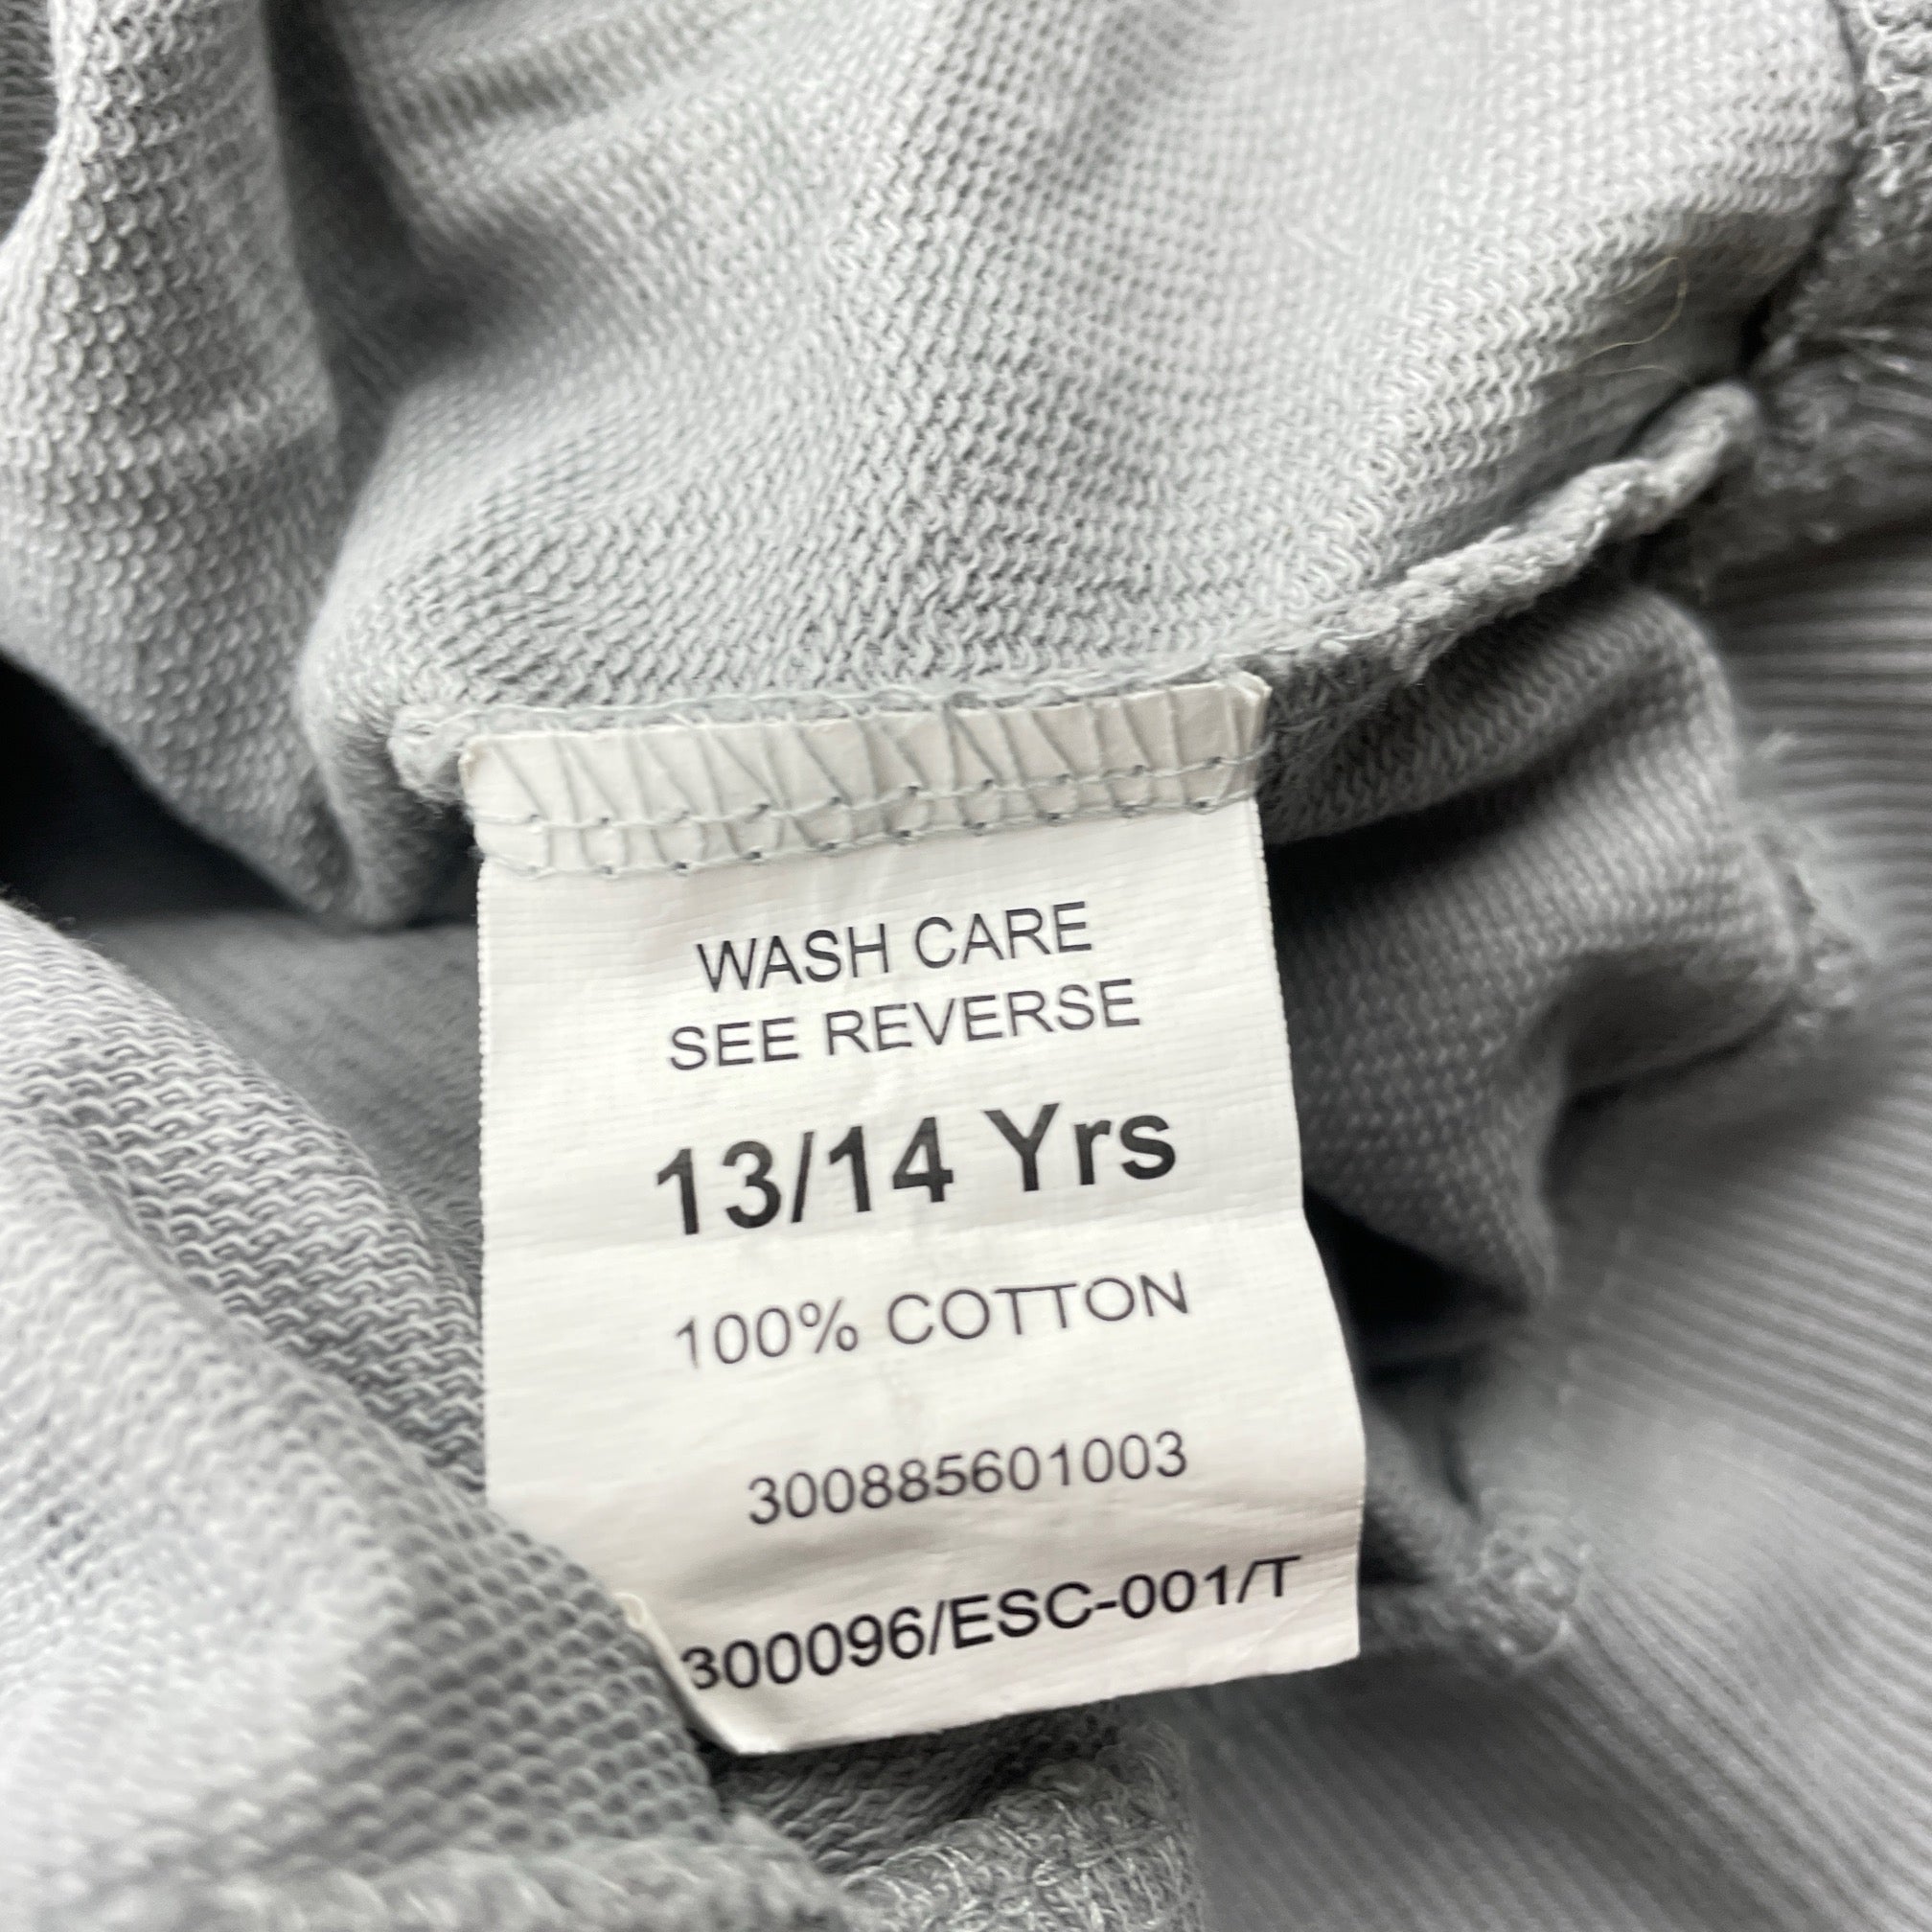 WASH CARE
SEE REVERSE
13/14 Yrs
100% COTTON
300885601003
300096/ESC-001/T